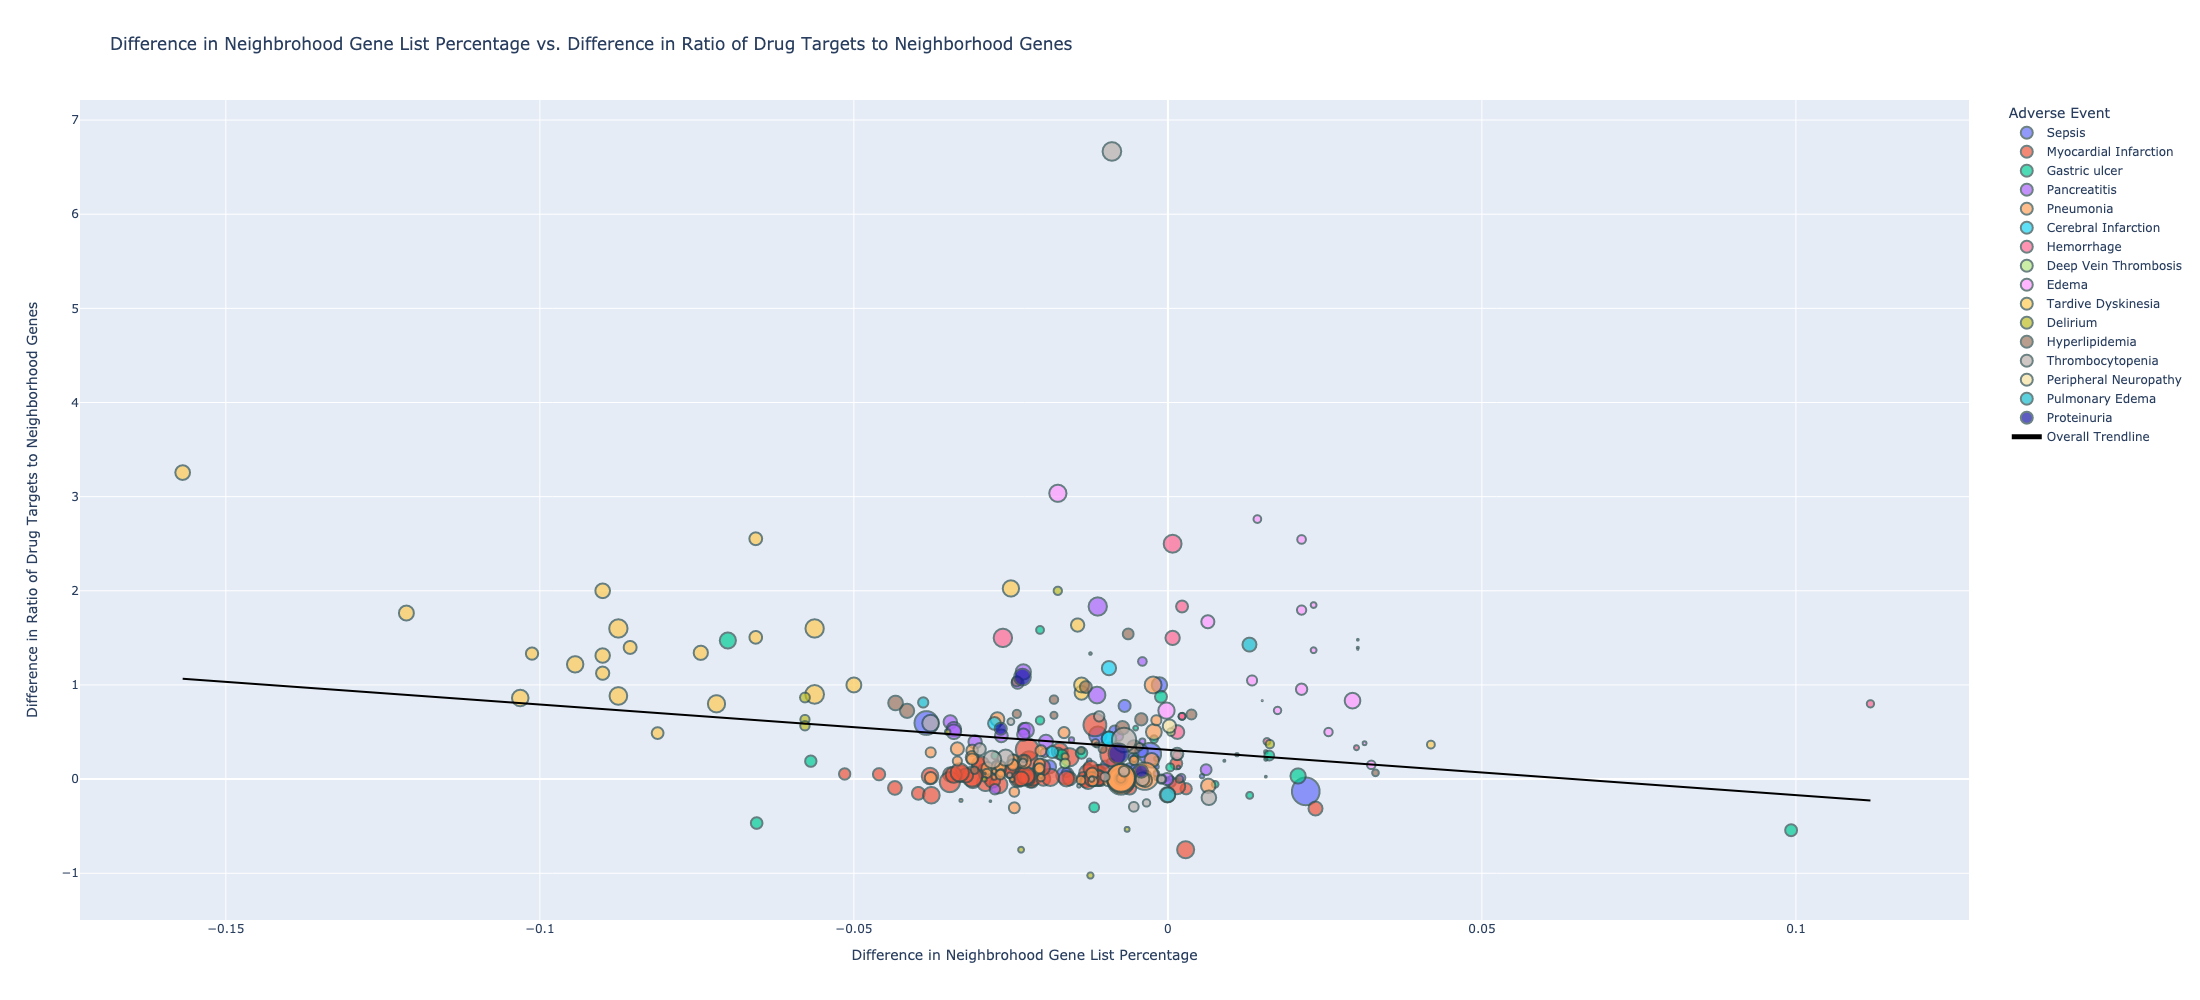 Difference in Neighbrohood Gene List Percentage vs. Difference in Ratio of Drug Targets to Neighborhood Genes
Adverse Event
Sepsis
Myocardial Infarction
Gastric ulcer
Pancreatitis
Pneumonia
Cerebral Infarction
Hemorrhage
Deep Vein Thrombosis
Edema
Tardive Dyskinesia
Delirium
Hyperlipidemia
Thrombocytopenia
Peripheral Neuropathy
Pulmonary Edema
Proteinuria
Overall Trendline
Difference in Ratio of Drug Targets to Neighborhood Genes
7
6
5
4
3
2
1
0
−1
−0.15
−0.1
−0.05
0
0.05
0.1
Difference in Neighbrohood Gene List Percentage